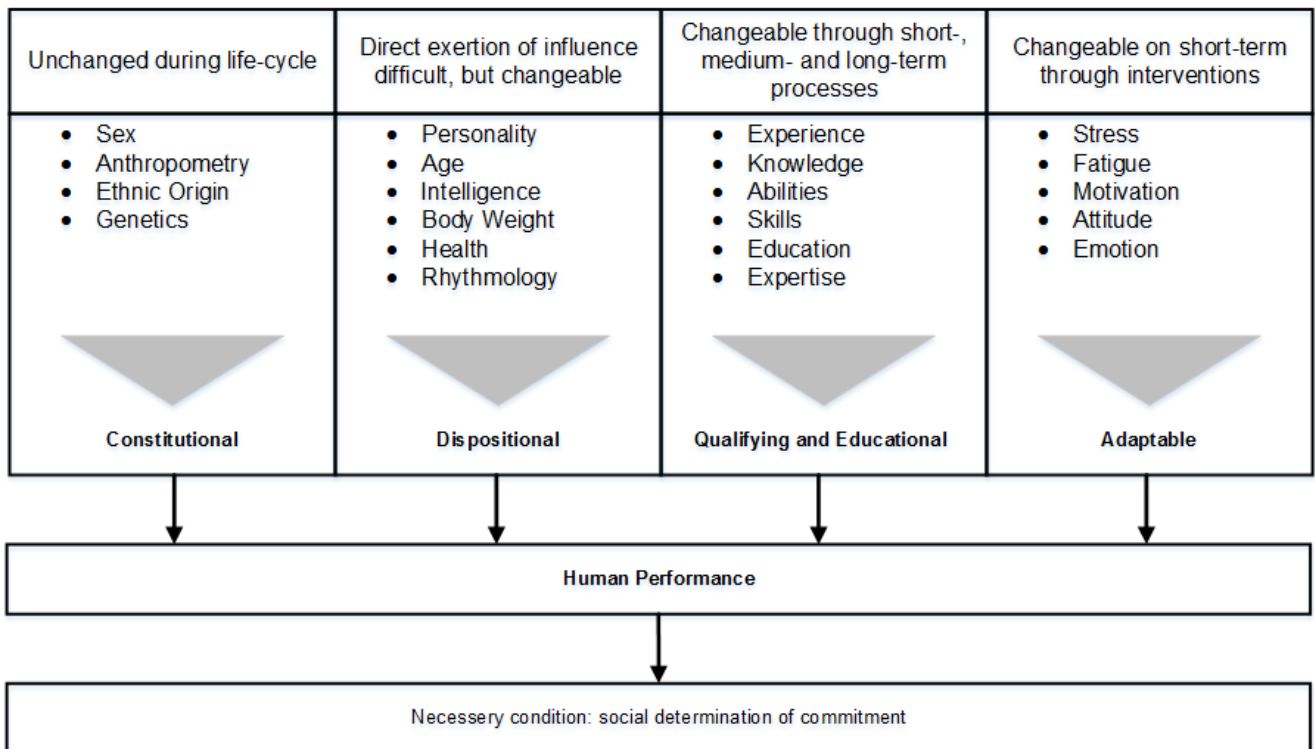 Unchanged during life-cycle
Direct exertion of influence
difficult, but changeable
Changeable through short-,
medium- and long-term
processes
Changeable on short-term
through interventions
• Sex
• Anthropometry
• Ethnic Origin
• Genetics
• Personality
• Age
• Intelligence
• Body Weight
• Health
• Rhythmology
• Experience
• Knowledge
• Abilities
• Skills
• Education
• Expertise
• Stress
• Fatigue
• Motivation
• Attitude
• Emotion
Constitutional
Dispositional
Qualifying and Educational
Adaptable
Human Performance
Necessery condition: social determination of commitment